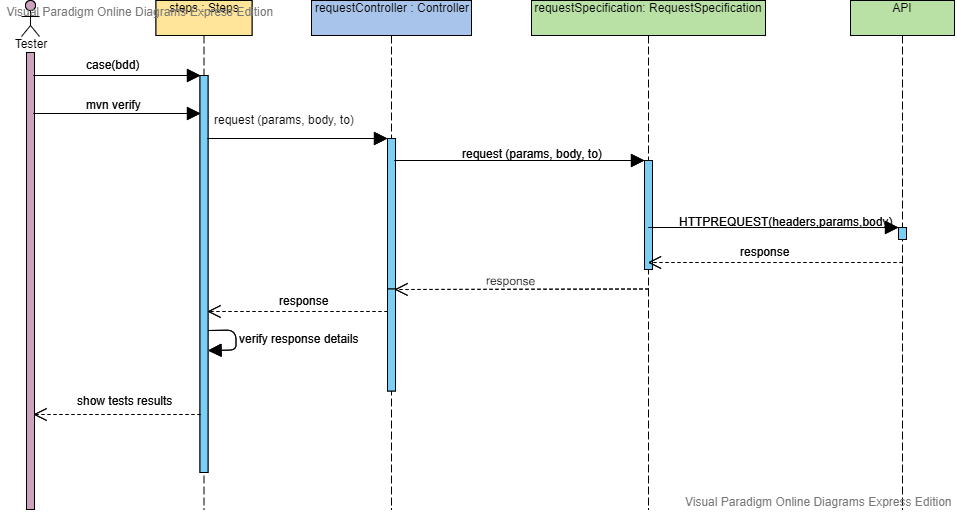 Visual Paradigm Online Diagrams Express Edition
steps : Steps
requestController : Controller
requestSpecification: RequestSpecification
API
Tester
case(bdd)
mvn verify
request (params, body, to)
request (params, body, to)
HTTPREQUEST(headers,params,body)
response
response
response
verify response details
show tests results
Visual Paradigm Online Diagrams Express Edition